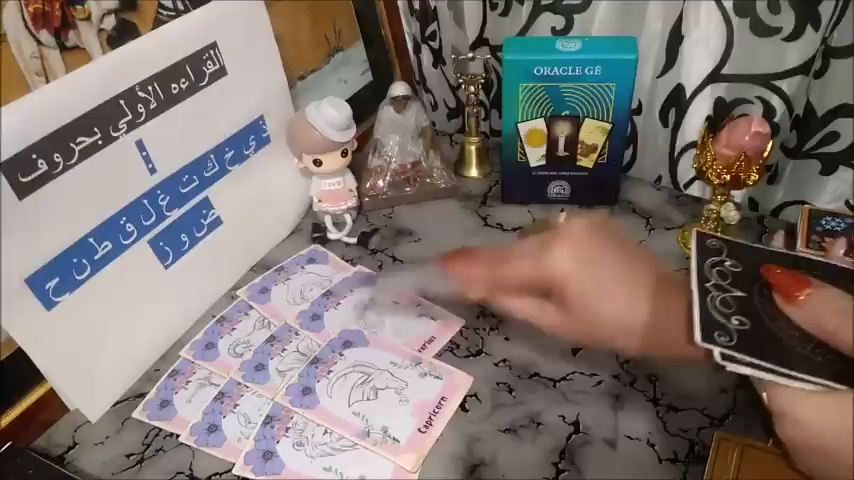 القراءه الأولي بحروف
:
ذ ي خ ك ت غ ل ق ط ن ح
ض و ز
ORACLE GÉ
Capricorn